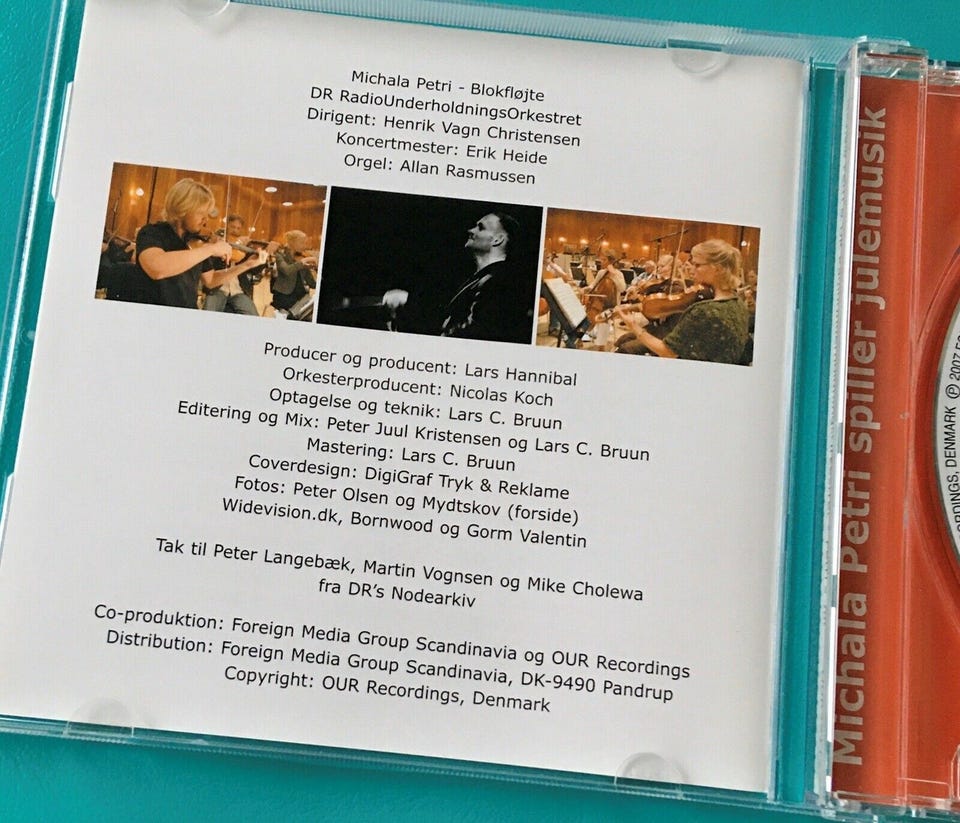 Michala Petri - Blokfløjte
DR RadioUnderholdningsOrkestret
Dirigent: Henrik Vagn Christensen
Koncertmester: Erik Heide
Orgel: Allan Rasmussen
Producer og producent: Lars Hannibal
Orkesterproducent: Nicolas Koch
Optagelse og teknik: Lars C. Bruun
Editering og Mix: Peter Juul Kristensen og Lars C. Bruun
Mastering: Lars C. Bruun
Coverdesign: DigiGraf Tryk & Reklame
Fotos: Peter Olsen og Mydtskov (forside)
Widevision.dk, Bornwood og Gorm Valentin
Tak til Peter Langebæk, Martin Vognsen og Mike Cholewa
fra DR's Nodearkiv
Co-produktion: Foreign Media Group Scandinavia og OUR Recordings
Distribution: Foreign Media Group Scandinavia, DK-9490 Pandrup
Copyright: OUR Recordings, Denmark
Michala Petri spiller julemusik
DENMARK ℗ 2007